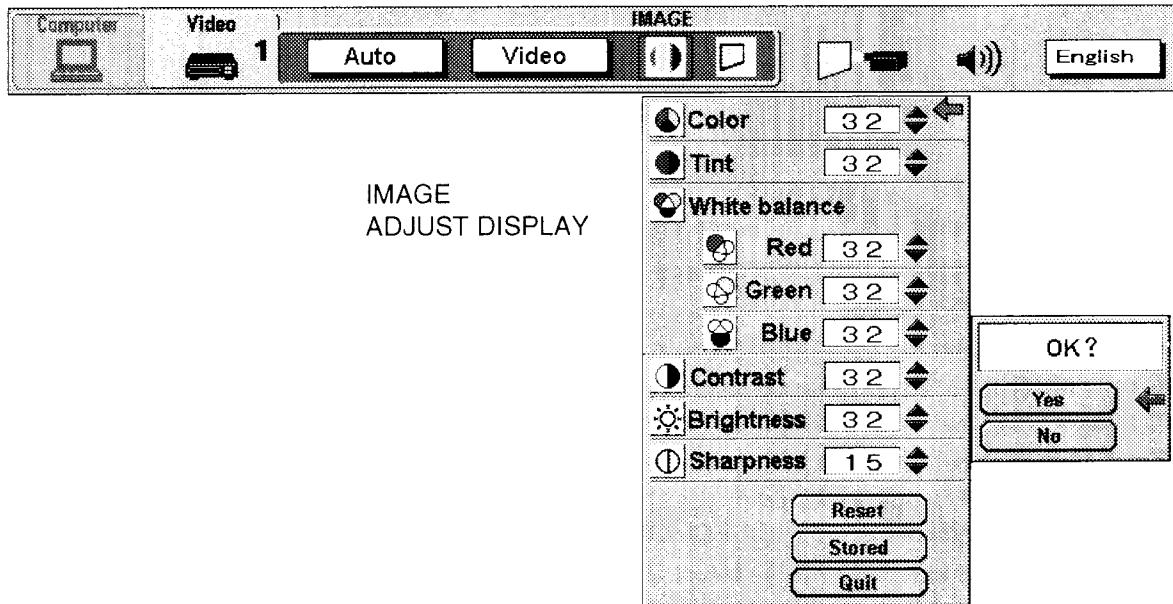 IMAGE
Computer
Video
1
Auto
Video
English
Color 32
Tint 32
IMAGE
ADJUST DISPLAY
White balance
Red 32
Green 32
Blue 32
Contrast 32
Brightness 32
Sharpness 15
OK?
Yes
No
Reset
Stored
Quit